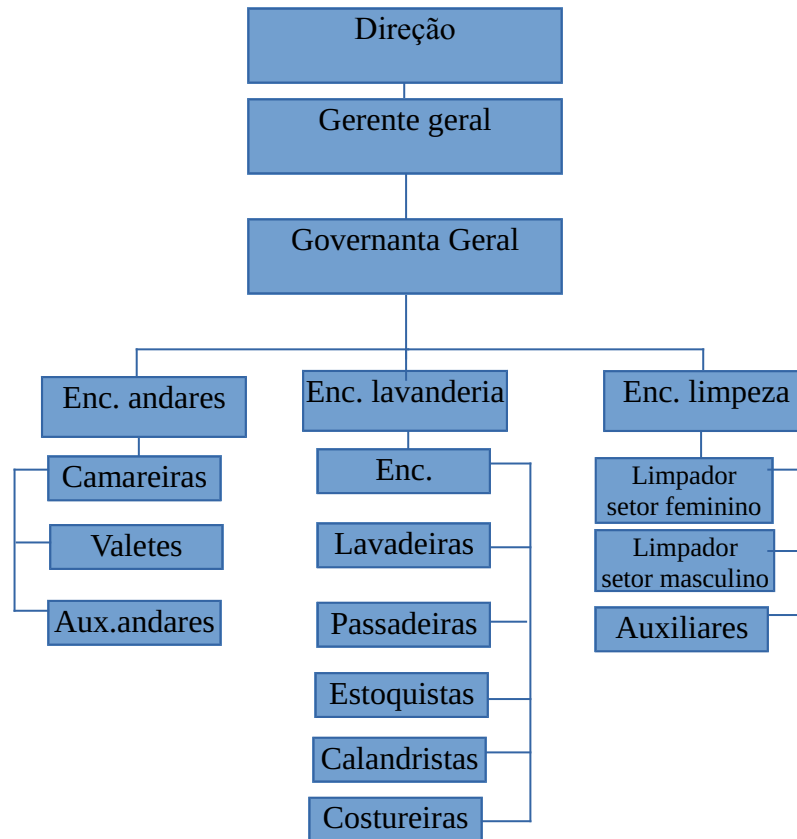 Direção
Gerente geral
Governanta Geral
Enc. andares
Camareiras
Valetes
Aux.andares
Enc. lavanderia
Enc.
Lavadeiras
Passadeiras
Estoquistas
Calandristas
Costureiras
Enc. limpeza
Limpador
setor feminino
Limpador
setor masculino
Auxiliares